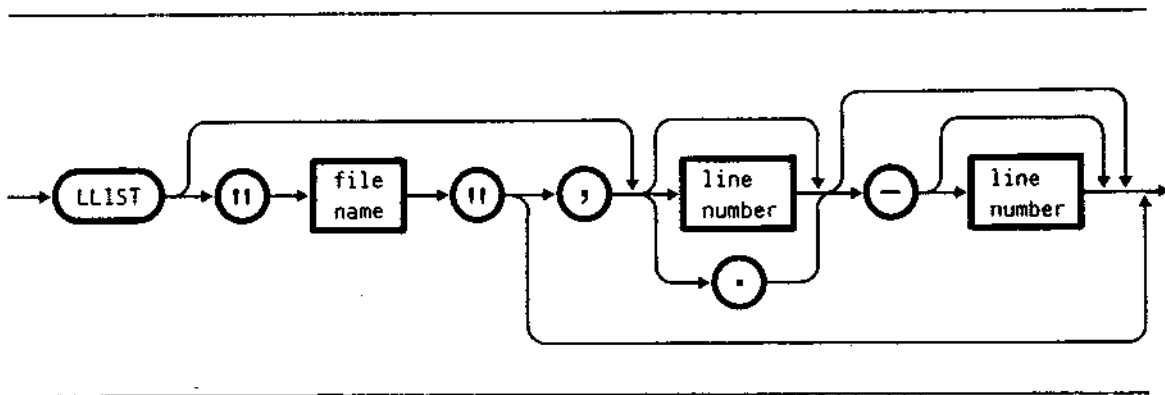 LLIST
"
file
name
"
,
line
number
.
-
line
number